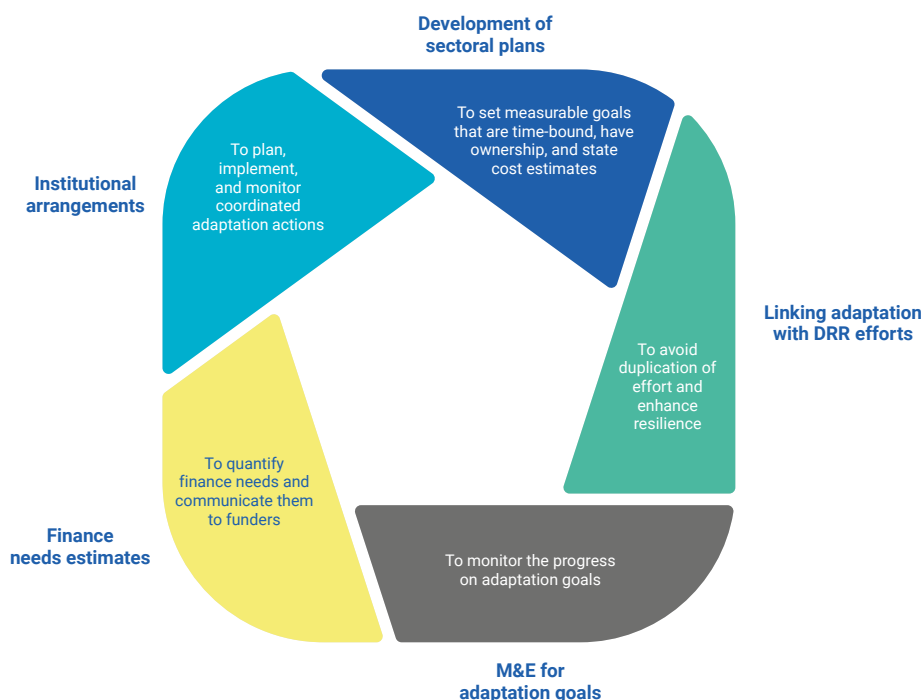 Development of
sectoral plans
To set measurable goals
that are time-bound, have
ownership, and state
cost estimates
Linking adaptation
with DRR efforts
To avoid
duplication of
effort and
enhance
resilience
M&E for
adaptation goals
To monitor the progress
on adaptation goals
Finance
needs estimates
To quantify
finance needs and
communicate them
to funders
Institutional
arrangements
To plan,
implement,
and monitor
coordinated
adaptation actions